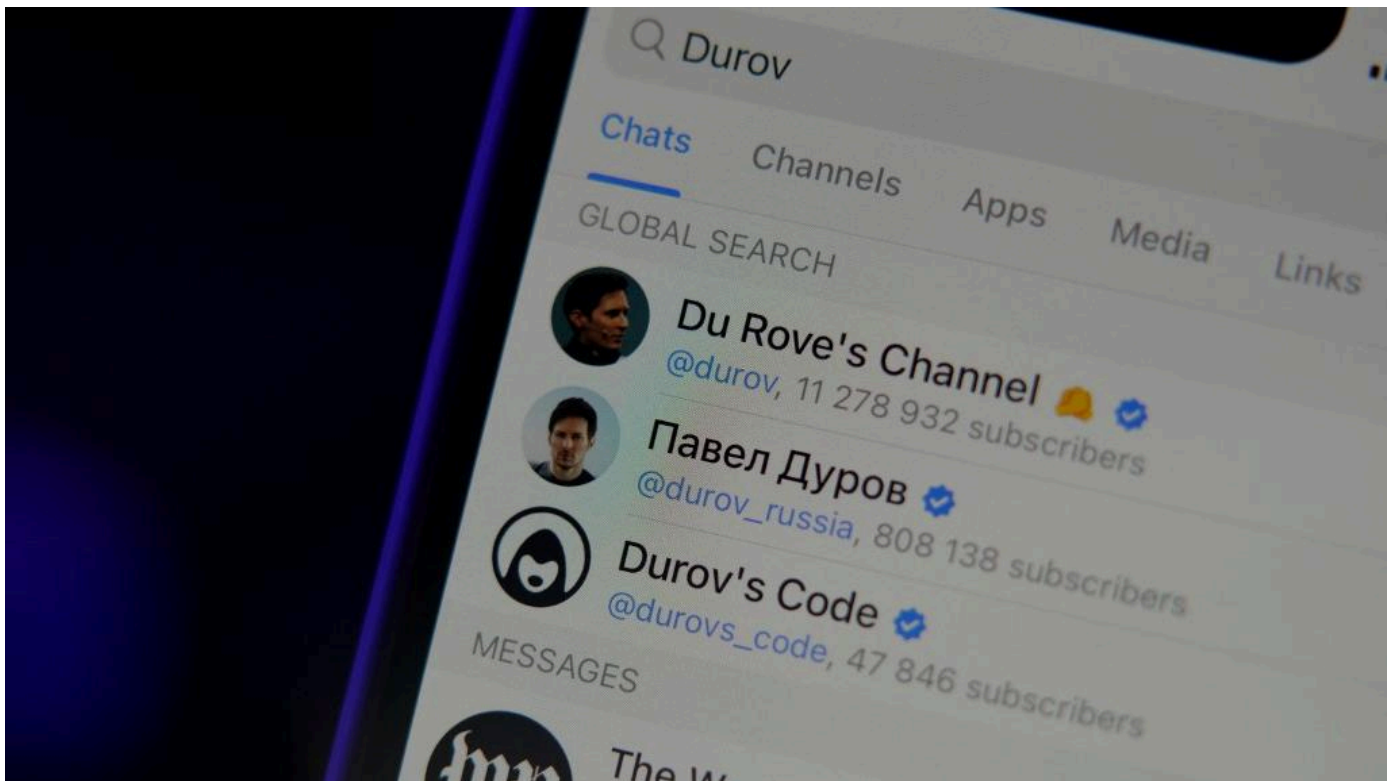 Durov
Chats Channels Apps Media Links
GLOBAL SEARCH
Du Rove's Channel
@durov, 11 278 932 subscribers
Павел Дуров
@durov_russia, 808 138 subscribers
Durov's Code
@durovs_code, 47 846 subscribers
MESSAGES
The